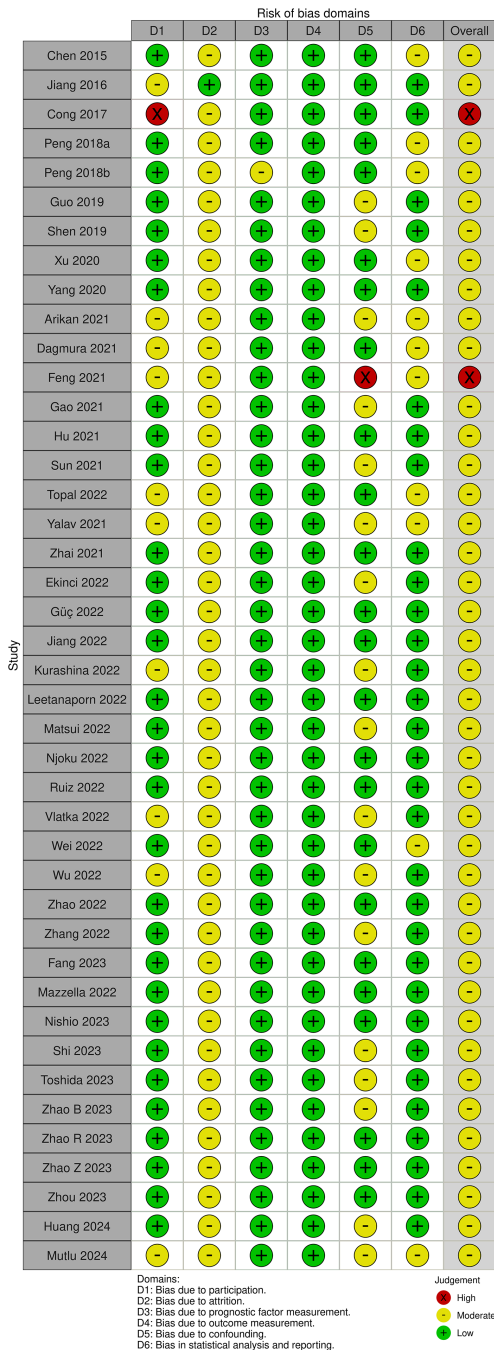 Risk of bias domains
D1 D2 D3 D4 D5 D6 Overall
Study
Chen 2015 + - + + + - -
Jiang 2016 - + + + + + -
Cong 2017 X - + + + + X
Peng 2018a + - + + + - -
Peng 2018b + - - + + - -
Guo 2019 + - + + - + -
Shen 2019 + - + + - + -
Xu 2020 + - + + + - -
Yang 2020 + - + + + + -
Arikan 2021 - - + + - - -
Dagmura 2021 - - + + + - -
Feng 2021 - - + + X - X
Gao 2021 + - + + - + -
Hu 2021 + - + + + + -
Sun 2021 + - + + - + -
Topal 2022 - - + + + - -
Yalav 2021 - - + + - - -
Zhai 2021 + - + + + + -
Ekinci 2022 + - + + - + -
Güç 2022 + - + + + + -
Jiang 2022 + - + + + + -
Kurashina 2022 - - + + - + -
Leetanaporn 2022 + - + + + + -
Matsui 2022 + - + + - + -
Njoku 2022 + - + + + + -
Ruiz 2022 + - + + + + -
Vlatka 2022 - - + + - + -
Wei 2022 + - + + + - -
Wu 2022 - - + + - + -
Zhao 2022 + - + + + + -
Zhang 2022 + - + + - + -
Fang 2023 + - + + + + -
Mazzella 2022 + - + + + + -
Nishio 2023 + - + + + + -
Shi 2023 + - + + - + -
Toshida 2023 + - + + - + -
Zhao B 2023 + - + + - + -
Zhao R 2023 + - + + + + -
Zhao Z 2023 + - + + + + -
Zhou 2023 + - + + + + -
Huang 2024 + - + + - + -
Mutlu 2024 - - + + - - -
Domains:
D1: Bias due to participation.
D2: Bias due to attrition.
D3: Bias due to prognostic factor measurement.
D4: Bias due to outcome measurement.
D5: Bias due to confounding.
D6: Bias in statistical analysis and reporting.
Judgement
X High
- Moderate
+ Low